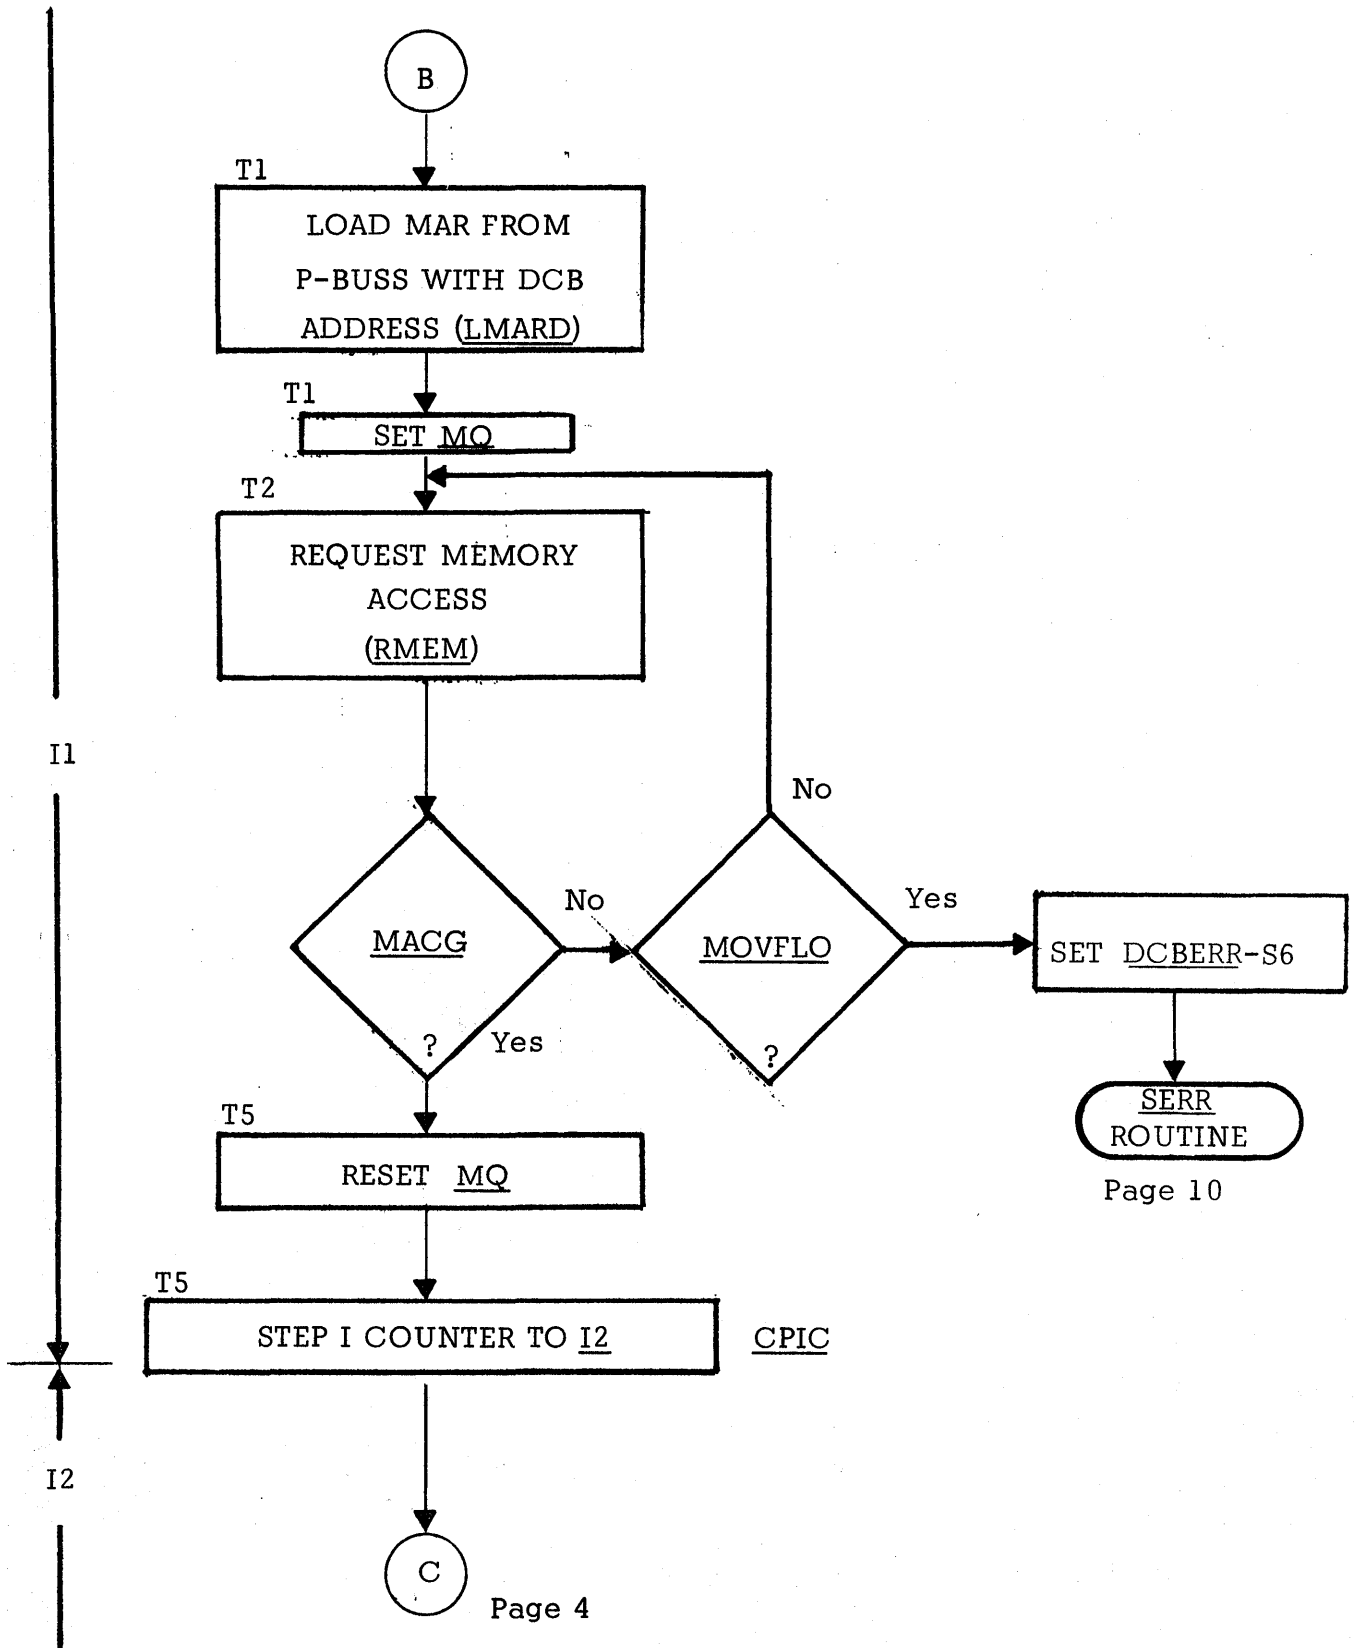 B
T1
LOAD MAR FROM
P-BUSS WITH DCB
ADDRESS (LMARD)
T1
SET MQ
T2
REQUEST MEMORY
ACCESS
(RMEM)
I1
No
No
Yes
MACG
MOVFLO
SET DCBERR-S6
?
Yes
?
SERR
ROUTINE
Page 10
T5
RESET MQ
T5
STEP I COUNTER TO I2
CPIC
I2
C
Page 4